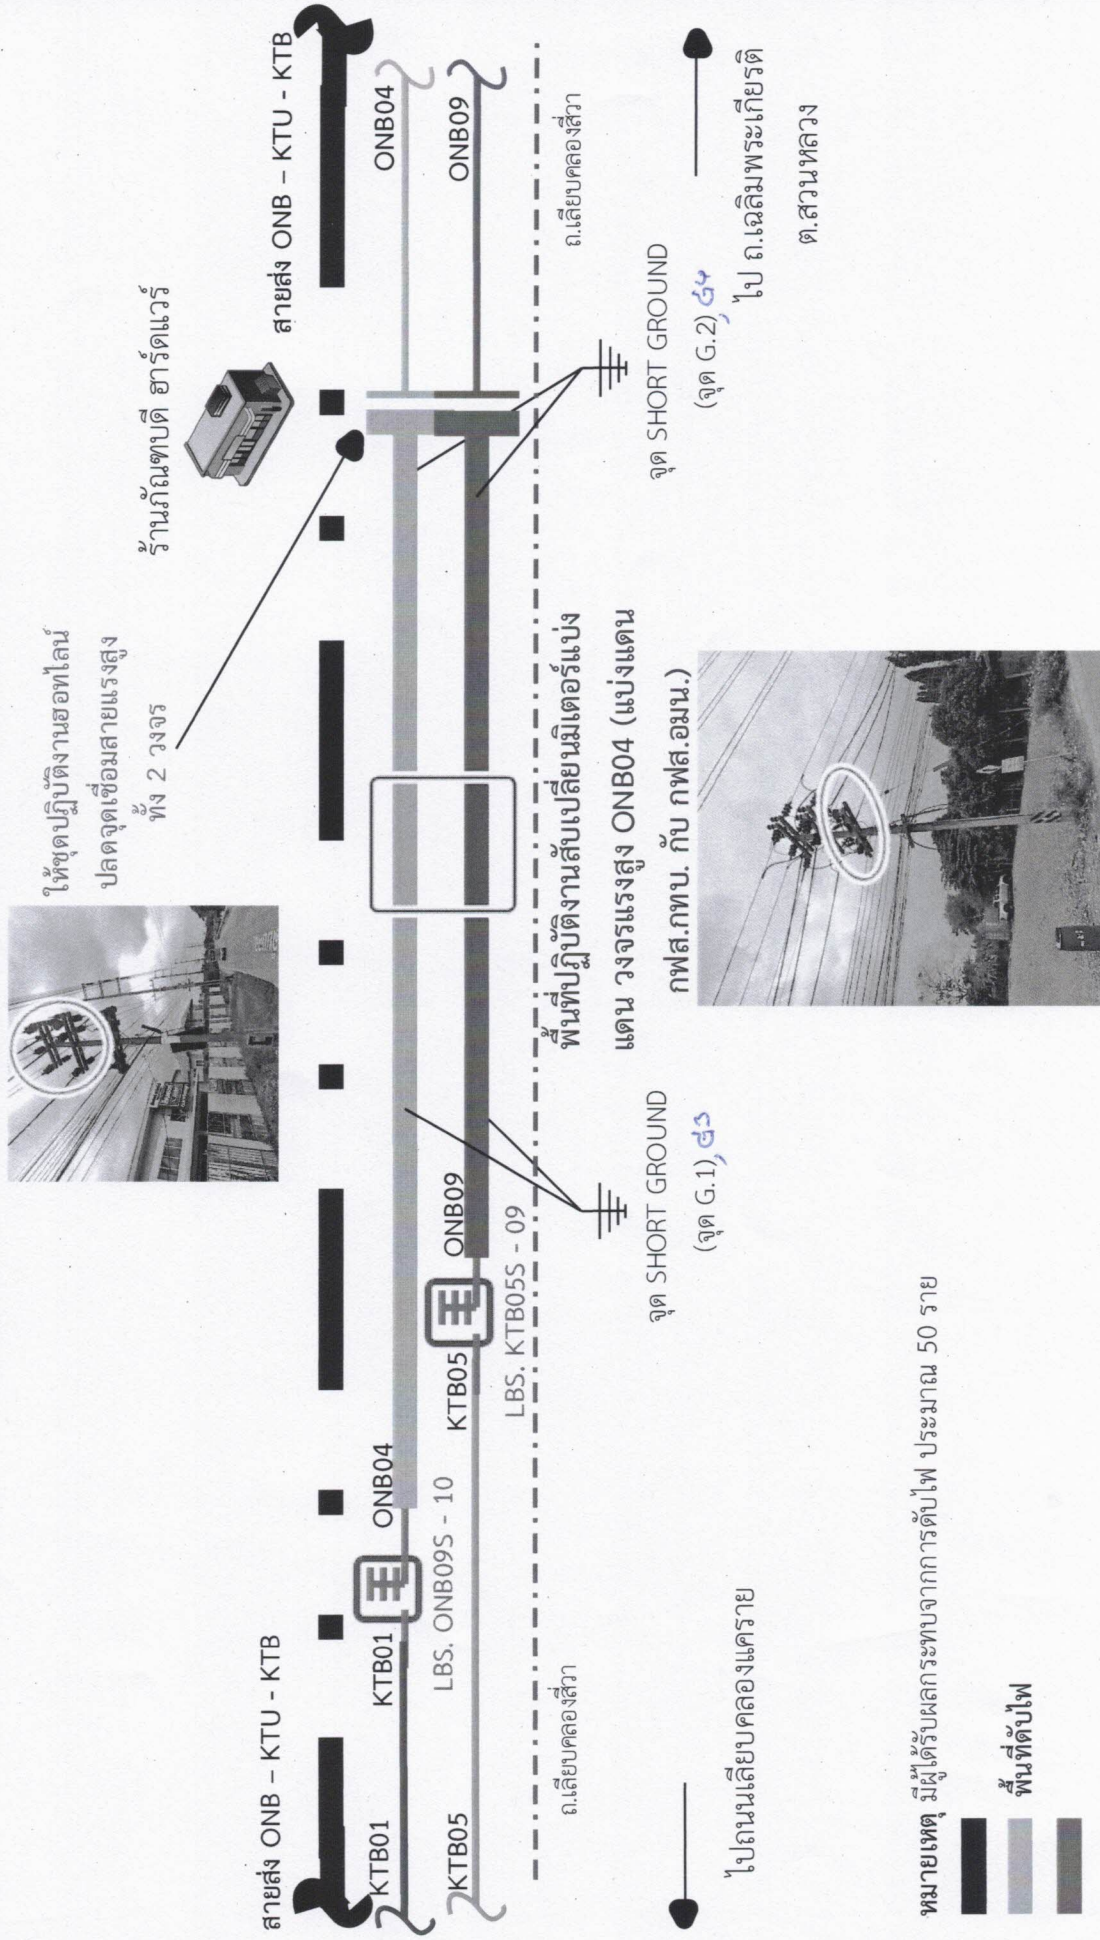 สายส่ง ONB – KTU - KTB
สายส่ง ONB – KTU - KTB
ให้ชุดปฏิบัติงานฮอทไลน์
ปลดจุดเชื่อมสายแรงสูง
ทั้ง 2 วงจร
ร้านภัณฑบดี ฮาร์ดแวร์
KTB01
KTB01
ONB04
ONB04
LBS. ONB09S - 10
KTB05
KTB05
ONB09
ONB09
LBS. KTB05S - 09
ถ.เลียบคลองสี่วา
ถ.เลียบคลองสี่วา
พื้นที่ปฏิบัติงานสับเปลี่ยนมิเตอร์แบ่ง
แดน วงจรแรงสูง ONB04 (แบ่งแดน
กฟส.กทบ. กับ กฟส.อมน.)
จุด SHORT GROUND
(จุด G.1), G3
จุด SHORT GROUND
(จุด G.2), G4
ไปถนนเลียบคลองแคราย
ไป ถ.เฉลิมพระเกียรติ
ต.สวนหลวง
หมายเหตุ มีผู้ได้รับผลกระทบจากการดับไฟ ประมาณ 50 ราย
พื้นที่ดับไฟ